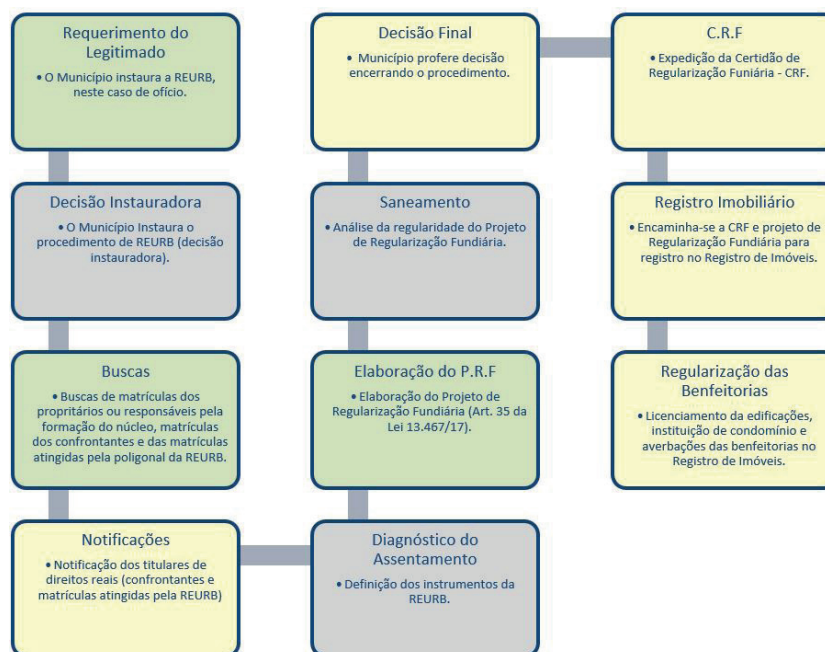 Requerimento do
Legitimado
• O Município instaura a REURB,
neste caso de ofício.
Decisão Instauradora
• O Município Instaura o
procedimento de REURB (decisão
instauradora).
Buscas
• Buscas de matrículas dos
propritários ou responsáveis pela
formação do núcleo, matrículas
dos confrontantes e das matrículas
atingidas pela poligonal da REURB.
Notificações
• Notificação dos titulares de
direitos reais (confrontantes e
matrículas atingidas pela REURB)
Diagnóstico do
Assentamento
• Definição dos instrumentos da
REURB.
Elaboração do P.R.F
• Elaboração do Projeto de
Regularização Fundiária (Art. 35 da
Lei 13.467/17).
Saneamento
• Análise da regularidade do Projeto
de Regularização Fundiária.
Decisão Final
• Município profere decisão
encerrando o procedimento.
C.R.F
• Expedição da Certidão de
Regularização Funiária - CRF.
Registro Imobiliário
• Encaminha-se a CRF e projeto de
Regularização Fundiária para
registro no Registro de Imóveis.
Regularização das
Benfeitorias
• Licenciamento da edificações,
instituição de condomínio e
averbações das benfeitorias no
Registro de Imóveis.